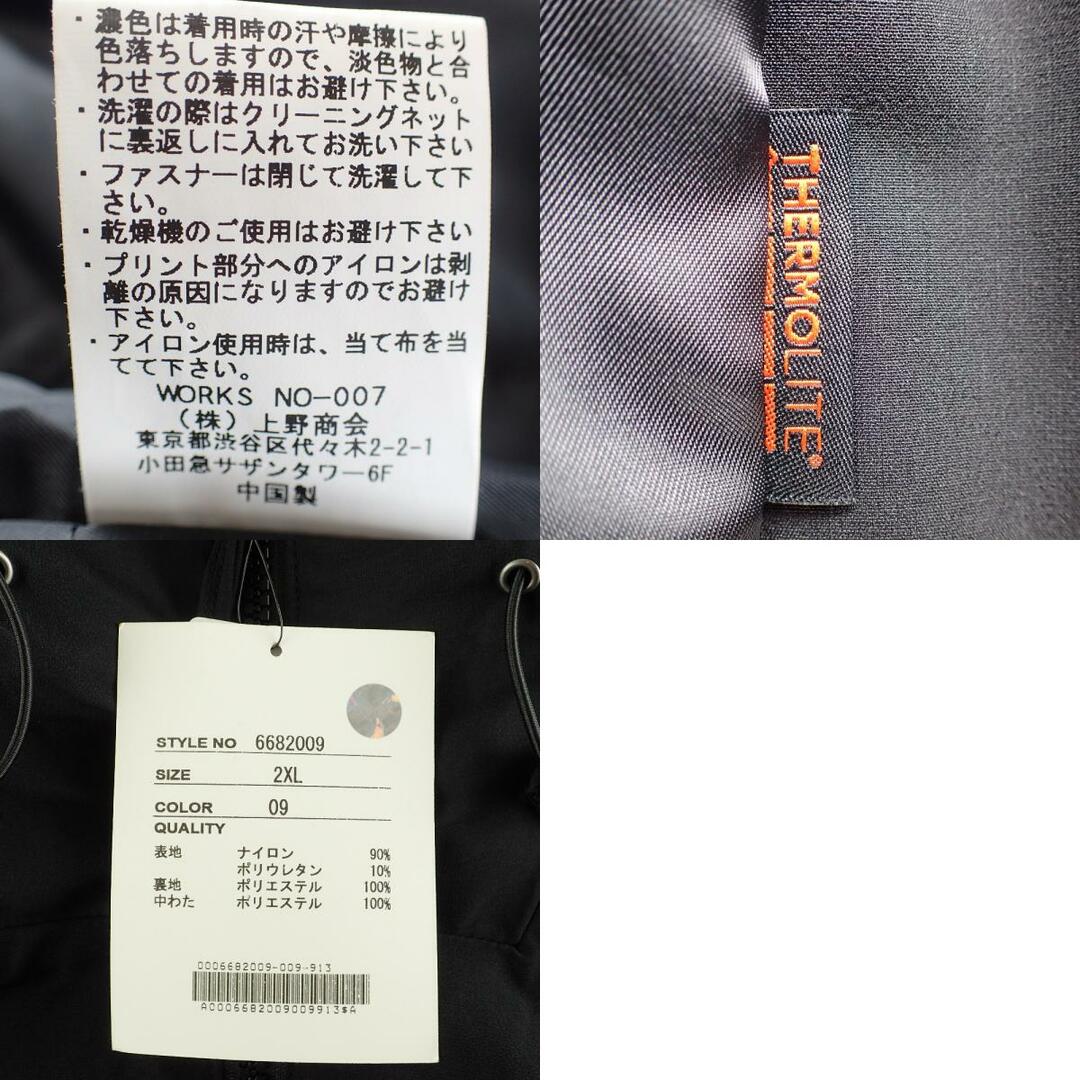 ・濃色は着用時の汗や摩擦により
色落ちしますので、淡色物と合
わせての着用はお避け下さい。
・洗濯の際はクリーニングネット
に裏返しに入れてお洗い下さい
・ファスナーは閉じて洗濯して下
さい。
・乾燥機のご使用はお避け下さい
・プリント部分へのアイロンは剥
離の原因になりますのでお避け
下さい。
・アイロン使用時は、当て布を当
てて下さい。
WORKS NO-007
(株)上野商会
東京都渋谷区代々木2-2-1
小田急サザンタワー6F
中国製
THERMOLITE®
STYLE NO 6682009
SIZE 2XL
COLOR 09
QUALITY
表地 ナイロン 90%
ポリウレタン 10%
裏地 ポリエステル 100%
中わた ポリエステル 100%
0006682009-009-913
A0006682009009913$A